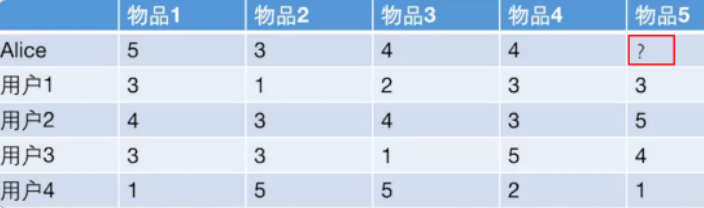 物品1 物品2 物品3 物品4 物品5
Alice 5 3 4 4 ?
用户1 3 1 2 3 3
用户2 4 3 4 3 5
用户3 3 3 1 5 4
用户4 1 5 5 2 1